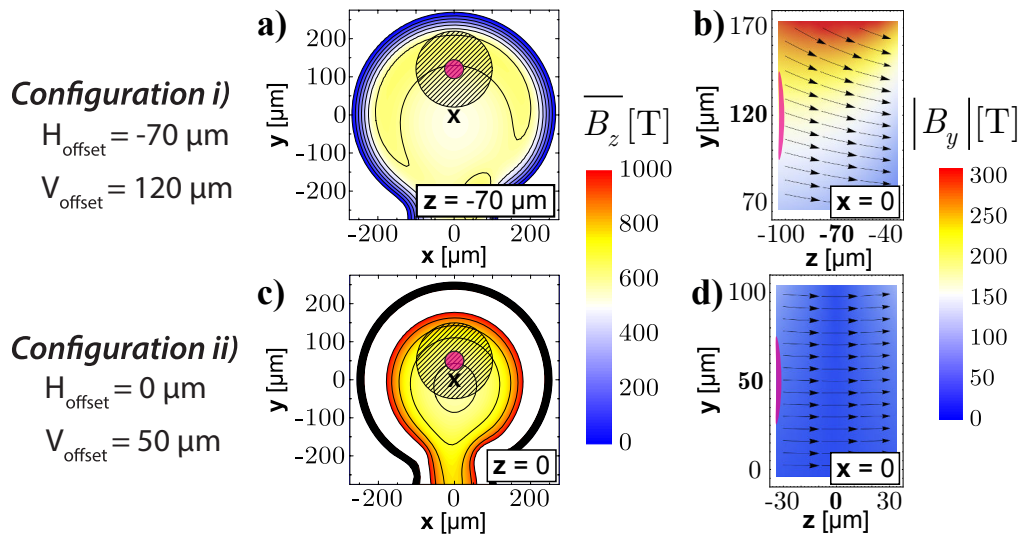 Configuration i)
H_offset = -70 µm
V_offset = 120 µm
a)
y [µm]
200
100
0
-100
-200
x
z = -70 µm
-200 0 200
x [µm]
b)
y[µm]
170
120
70
x = 0
-100 -70 -40
z [µm]
Configuration ii)
H_offset = 0 µm
V_offset = 50 µm
c)
y [µm]
200
100
0
-100
-200
x
z = 0
-200 0 200
x [µm]
d)
y [µm]
100
50
0
x = 0
-30 0 30
z [µm]
B_z [T]
1000
800
600
400
200
0
|B_y| [T]
300
250
200
150
100
50
0